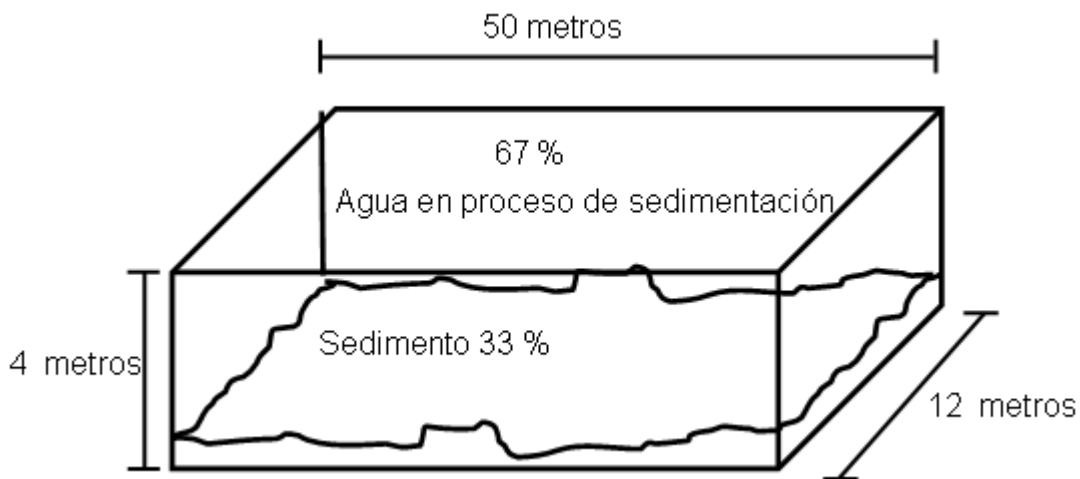 50 metros
67 %
Agua en proceso de sedimentación
Sedimento 33 %
4 metros
12 metros